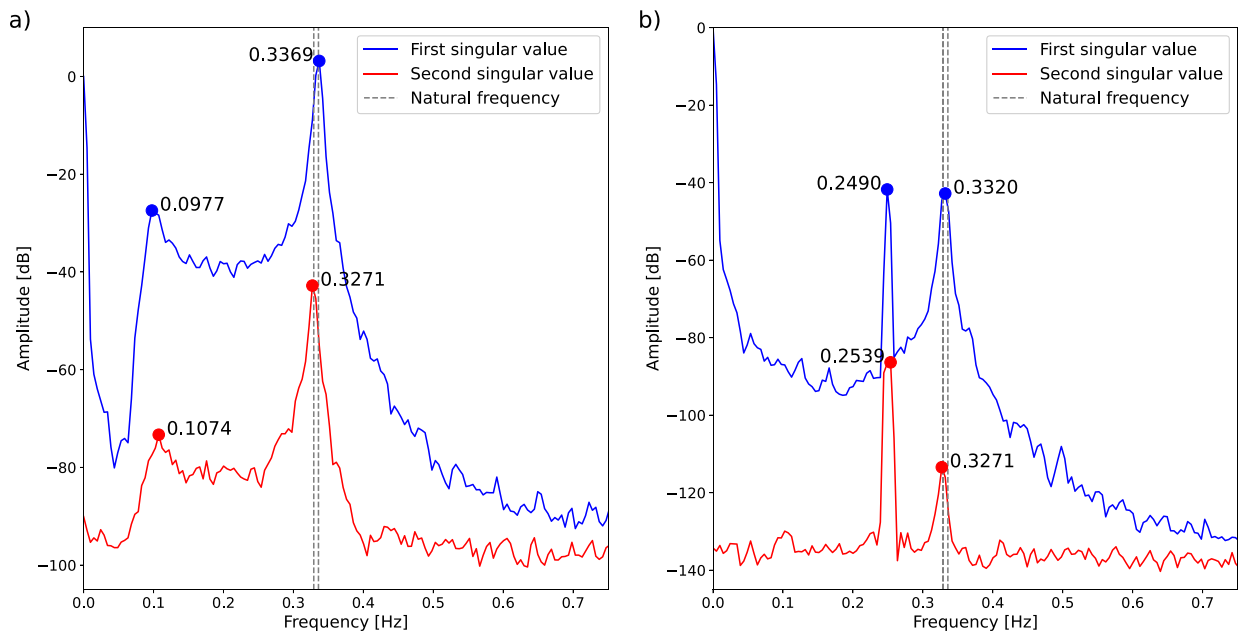 a)
First singular value
Second singular value
Natural frequency
0.3369
0.0977
0.3271
0.1074
0
−20
−40
−60
−80
−100
Amplitude [dB]
0.0 0.1 0.2 0.3 0.4 0.5 0.6 0.7
Frequency [Hz]
b)
First singular value
Second singular value
Natural frequency
0.2490
0.3320
0.2539
0.3271
0
−20
−40
−60
−80
−100
−120
−140
Amplitude [dB]
0.0 0.1 0.2 0.3 0.4 0.5 0.6 0.7
Frequency [Hz]